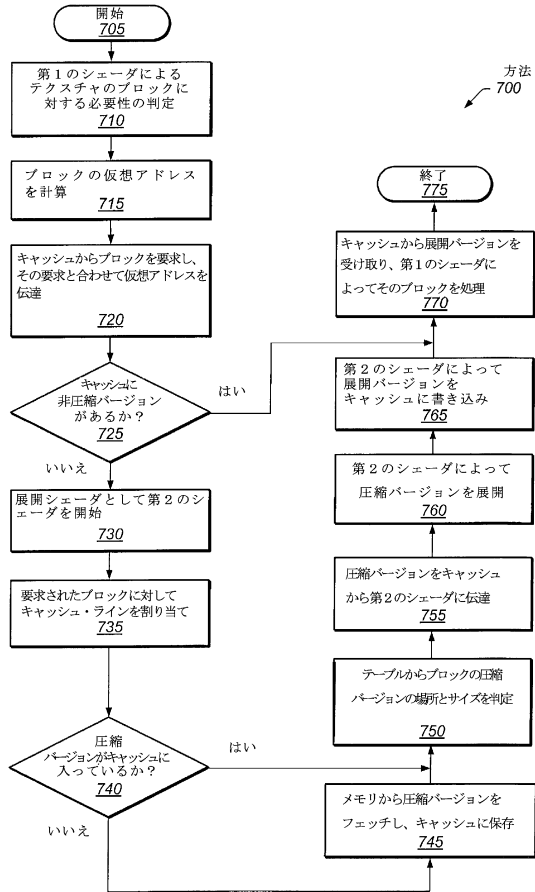 開始
705
第1のシェーダによる
テクスチャのブロックに
対する必要性の判定
710
ブロックの仮想アドレス
を計算
715
キャッシュからブロックを要求し、
その要求と合わせて仮想アドレスを
伝達
720
キャッシュに
非圧縮バージョン
があるか?
725
はい
いいえ
展開シェーダとして第2のシ
ェーダを開始
730
要求されたブロックに対して
キャッシュ・ラインを割り当て
735
圧縮
バージョンがキャッシュに
入っているか?
740
はい
いいえ
メモリから圧縮バージョンを
フェッチし、キャッシュに保存
745
テーブルからブロックの圧縮
バージョンの場所とサイズを判定
750
圧縮バージョンをキャッシュ
から第2のシェーダに伝達
755
第2のシェーダによって
圧縮バージョンを展開
760
第2のシェーダによって
展開バージョンを
キャッシュに書き込み
765
キャッシュから展開バージョンを
受け取り、第1のシェーダに
よってそのブロックを処理
770
終了
775
方法
700